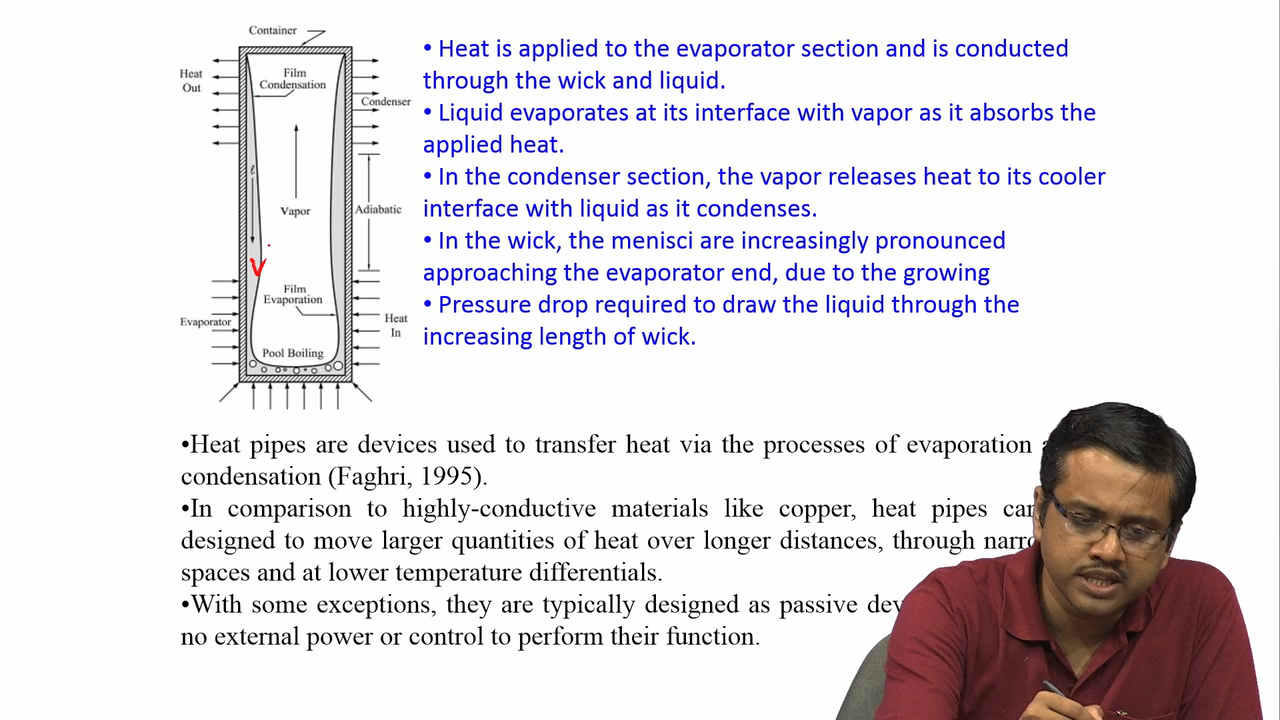 Container
Film
Condensation
Heat
Out
Condenser
ℓ
Vapor
Adiabatic
V
Film
Evaporation
Evaporator
Heat
In
Pool Boiling
• Heat is applied to the evaporator section and is conducted
through the wick and liquid.
• Liquid evaporates at its interface with vapor as it absorbs the
applied heat.
• In the condenser section, the vapor releases heat to its cooler
interface with liquid as it condenses.
• In the wick, the menisci are increasingly pronounced
approaching the evaporator end, due to the growing
• Pressure drop required to draw the liquid through the
increasing length of wick.
•Heat pipes are devices used to transfer heat via the processes of evaporation
condensation (Faghri, 1995).
•In comparison to highly-conductive materials like copper, heat pipes
designed to move larger quantities of heat over longer distances, through
spaces and at lower temperature differentials.
•With some exceptions, they are typically designed as passive
no external power or control to perform their function.